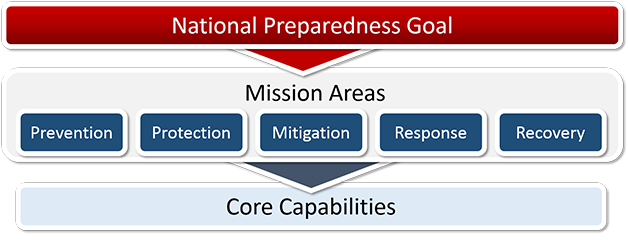 National Preparedness Goal
Mission Areas
Prevention Protection Mitigation Response Recovery
Core Capabilities